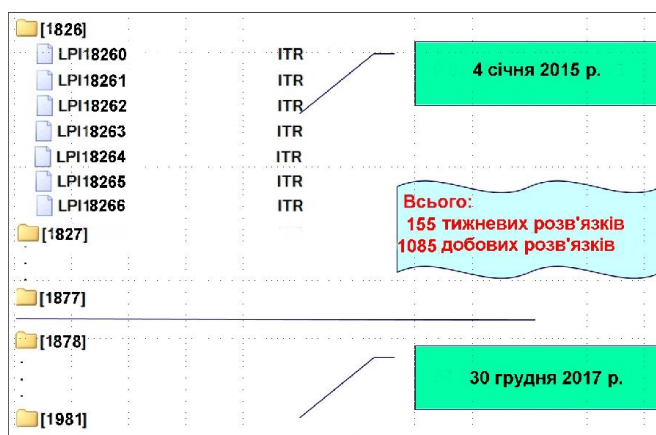 [1826]
LPI18260 ITR
LPI18261 ITR
LPI18262 ITR
LPI18263 ITR
LPI18264 ITR
LPI18265 ITR
LPI18266 ITR
4 січня 2015 р.
Всього:
155 тижневих розв'язків
1085 добових розв'язків
[1827]
.
.
[1877]
[1878]
.
.
[1981]
30 грудня 2017 р.